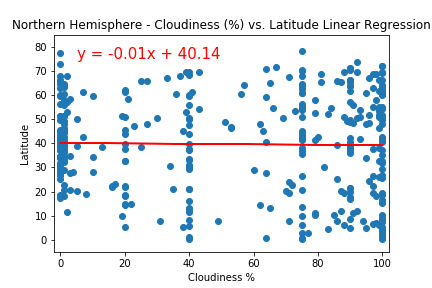 Northern Hemisphere - Cloudiness (%) vs. Latitude Linear Regression
y = -0.01x + 40.14
80
70
60
50
40
30
20
10
0
Latitude
0 20 40 60 80 100
Cloudiness %